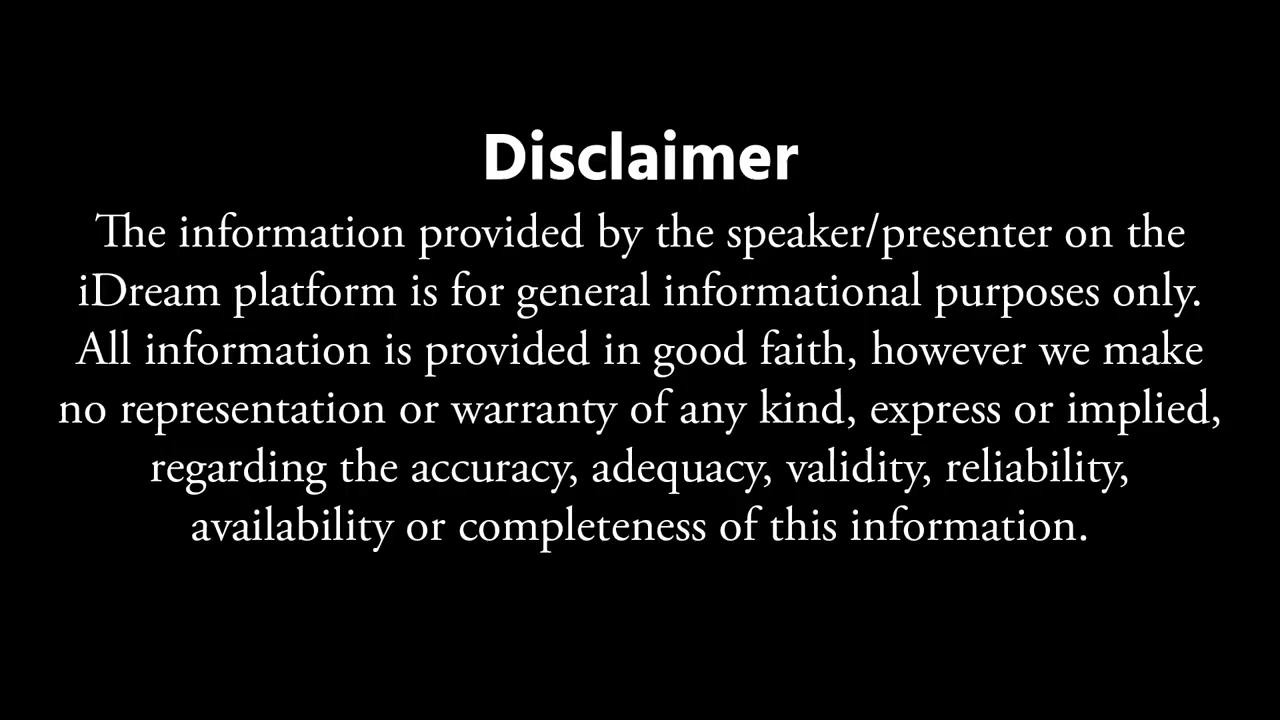 Disclaimer
The information provided by the speaker/presenter on the
iDream platform is for general informational purposes only.
All information is provided in good faith, however we make
no representation or warranty of any kind, express or implied,
regarding the accuracy, adequacy, validity, reliability,
availability or completeness of this information.